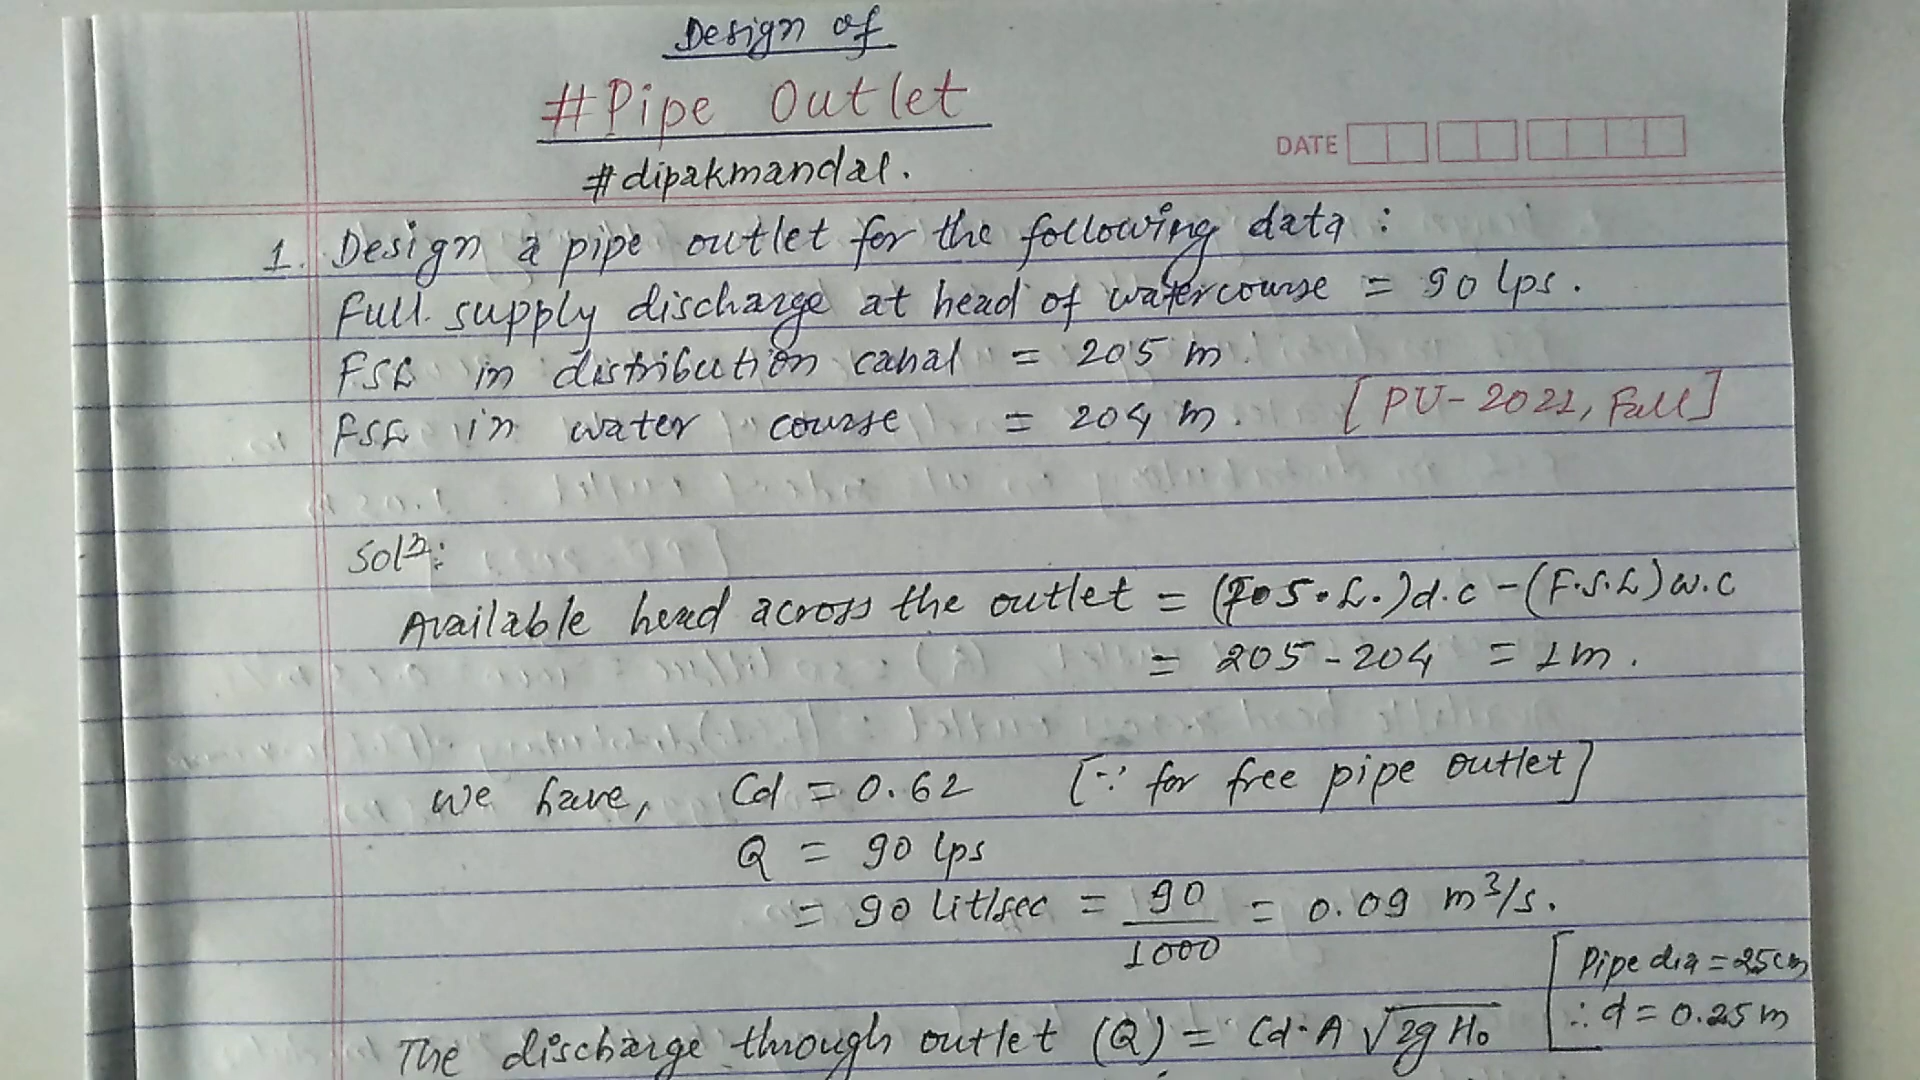 Design of
#Pipe Outlet
#dipakmandal.
DATE
1. Design a pipe outlet for the following data :
Full supply discharge at head of watercourse = 90 lps.
FSL in distribution canal = 205 m.
FSL in water course = 204 m. [PU-2022, Fall]
Solⁿ:
Available head across the outlet = (F.S.L.)d.c - (F.S.L)w.c
= 205 - 204 = 1m.
we have, Cd = 0.62 [∵ for free pipe outlet]
Q = 90 lps
= 90 lit/sec = 90/1000 = 0.09 m³/s.
[Pipe dia = 25cm
∴ d = 0.25 m
The discharge through outlet (Q) = Cd·A √2g H₀